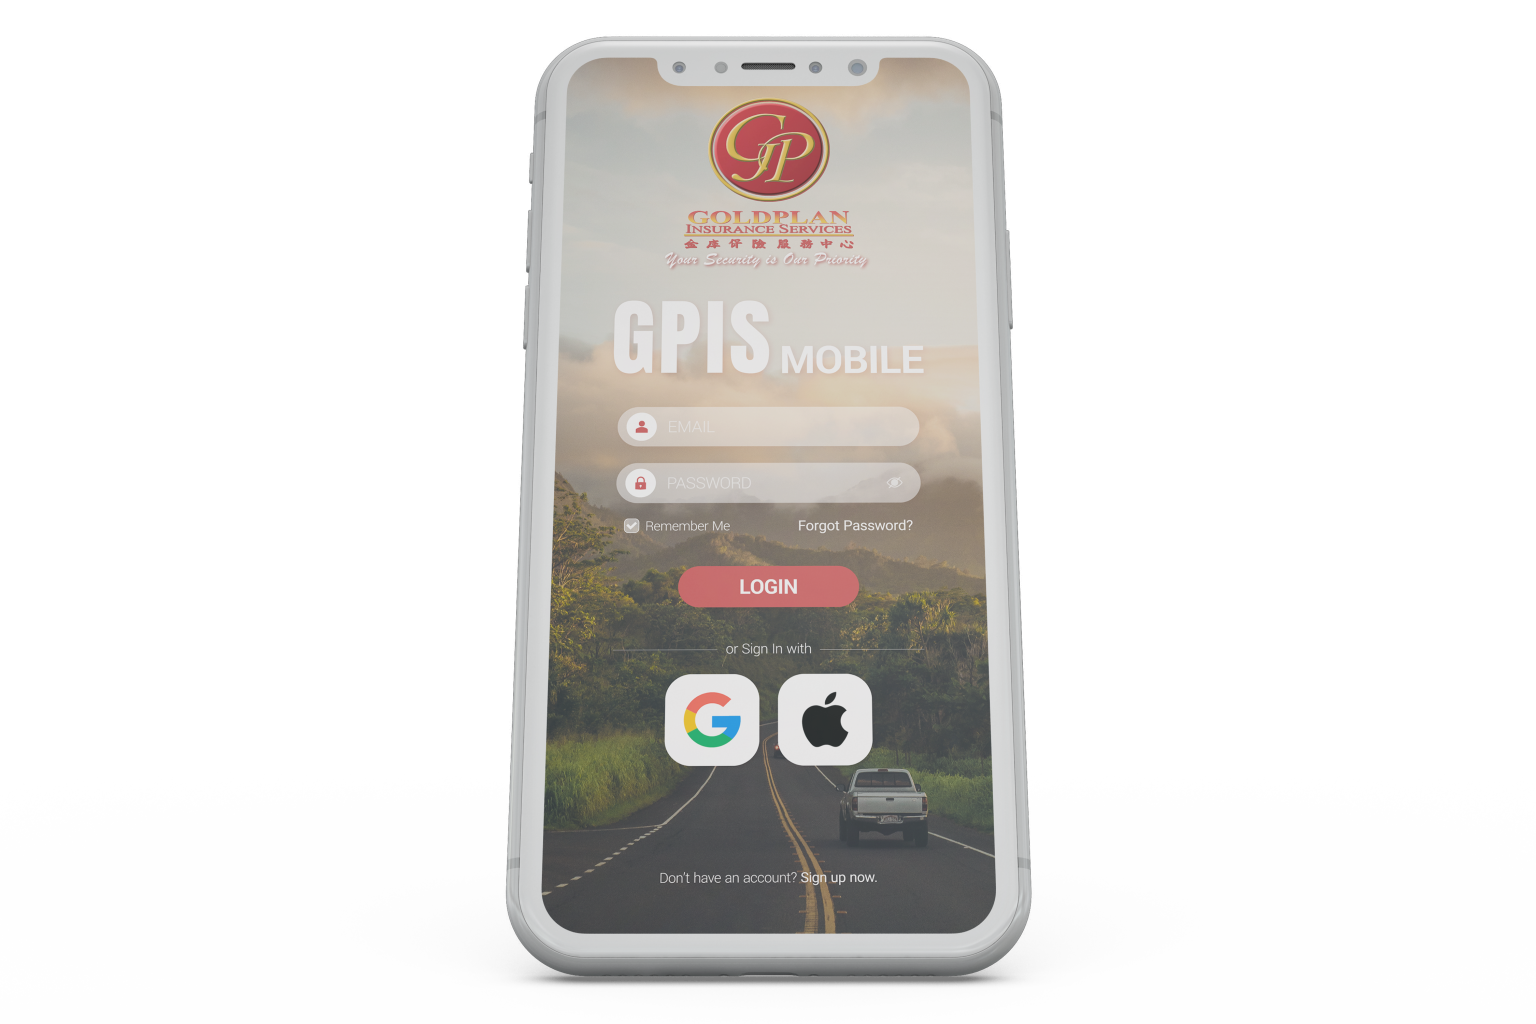 GP
GOLDPLAN
INSURANCE SERVICES
金库保險服務中心
Your Security is Our Priority
GPIS MOBILE
EMAIL
PASSWORD
Remember Me Forgot Password?
LOGIN
or Sign In with
Don't have an account? Sign up now.